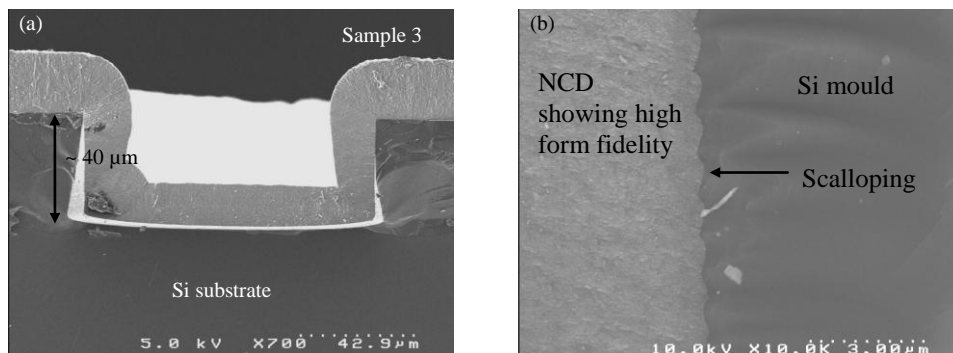 (a)
Sample 3
~ 40 µm
Si substrate
5.0 kV X700 42.9µm
(b)
NCD
showing high
form fidelity
Si mould
Scalloping
10.0kV X10.0K 3.00µm